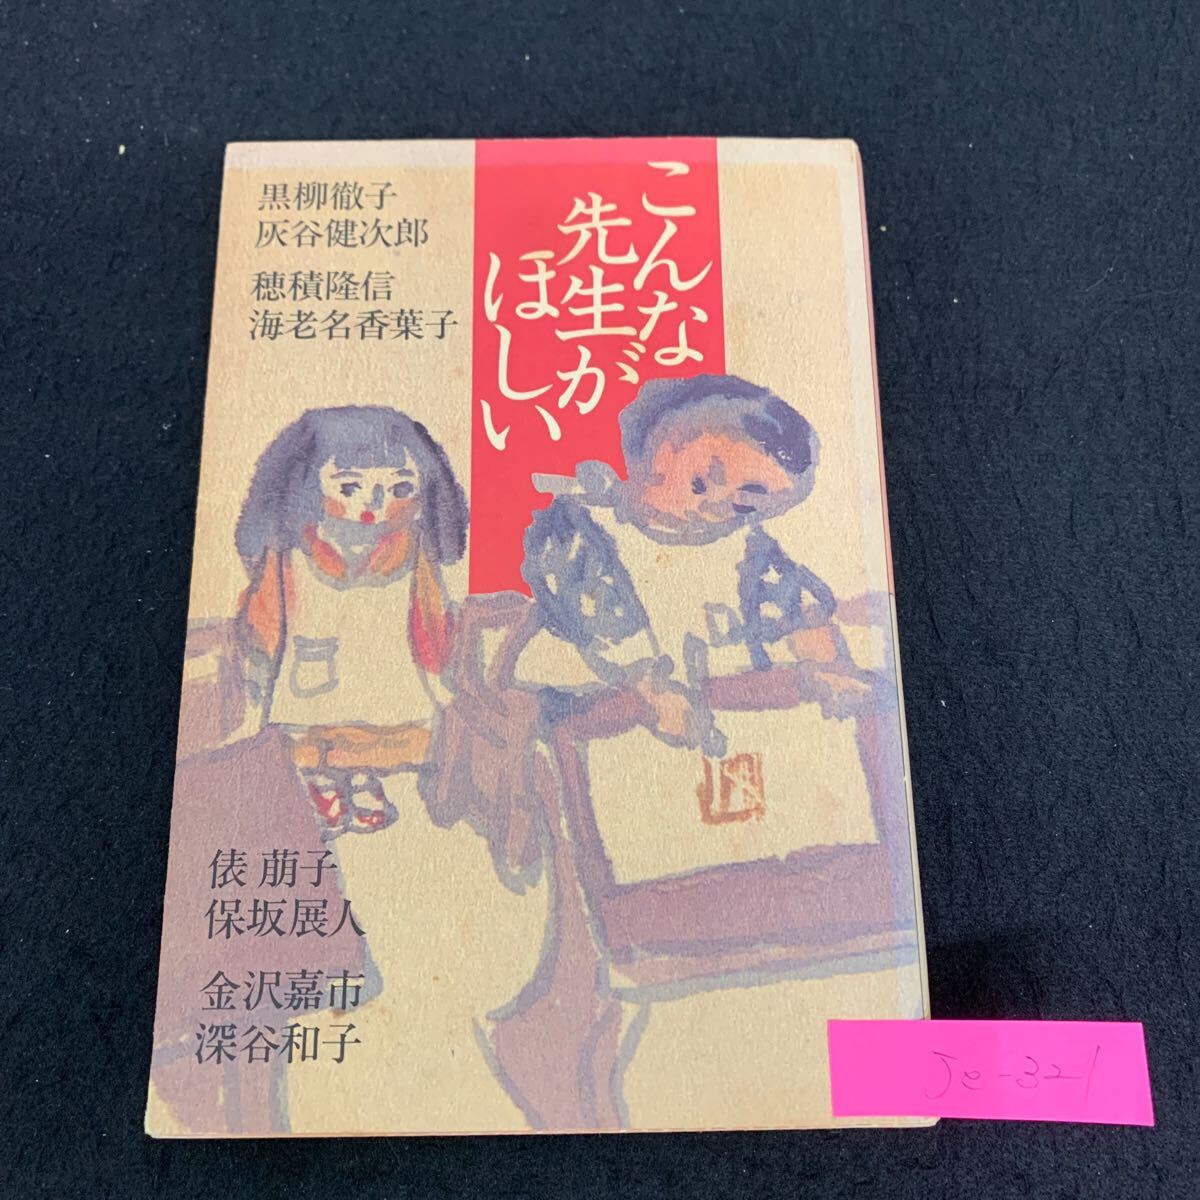 こんな
先生が
ほしい
黒柳徹子
灰谷健次郎
穂積隆信
海老名香葉子
俵 萠子
保坂展人
金沢嘉市
深谷和子
Je-321